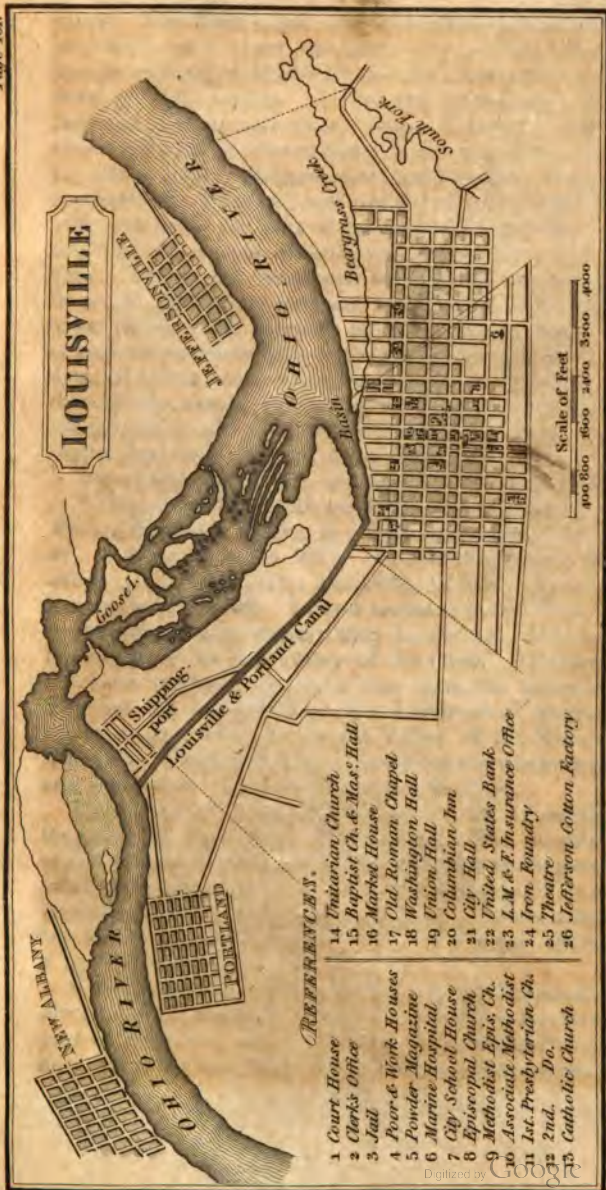 LOUISVILLE
JEFFERSONVILLE
OHIO RIVER
Beargrass Creek
South Fork
Basin
Goose I.
Shipping-
port
Louisville & Portland Canal
NEW ALBANY
OHIO RIVER
PORTLAND
Scale of Feet
400 800 1600 2400 3200 4000
REFERENCES.
1 Court House
2 Clerks Office
3 Jail
4 Poor & Work Houses
5 Powder Magazine
6 Marine Hospital
7 City School House
8 Episcopal Church
9 Methodist Epis. Ch.
10 Associate Methodist
11 1st. Presbyterian Ch.
12 2nd. Do.
13 Catholic Church
14 Unitarian Church
15 Baptist Ch. & Mas.c Hall
16 Market House
17 Old Roman Chapel
18 Washington Hall
19 Union Hall
20 Columbian Inn
21 City Hall
22 United States Bank
23 L.M. & F. Insurance Office
24 Iron Foundry
25 Theatre
26 Jefferson Cotton Factory
Digitized by Google